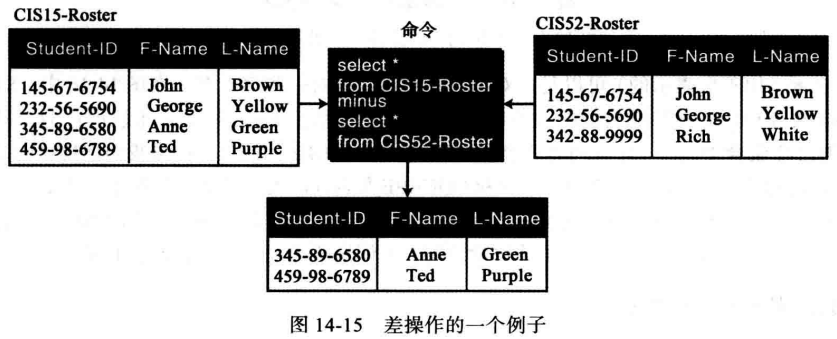 CIS15-Roster
Student-ID F-Name L-Name
145-67-6754 John Brown
232-56-5690 George Yellow
345-89-6580 Anne Green
459-98-6789 Ted Purple
命令
select *
from CIS15-Roster
minus
select *
from CIS52-Roster
CIS52-Roster
Student-ID F-Name L-Name
145-67-6754 John Brown
232-56-5690 George Yellow
342-88-9999 Rich White
Student-ID F-Name L-Name
345-89-6580 Anne Green
459-98-6789 Ted Purple
图 14-15 差操作的一个例子